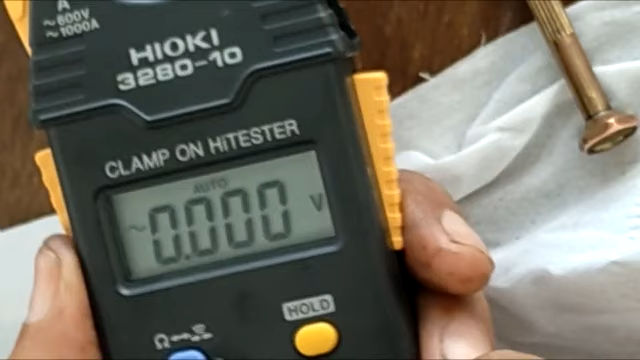 A
~600V
~1000A
HIOKI
3280-10
CLAMP ON HiTESTER
AUTO
~0.000 V
HOLD
Ω